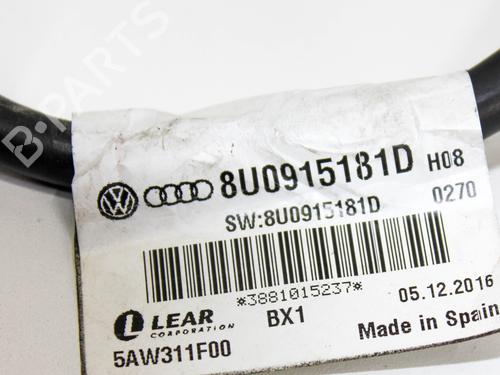 B-PARTS
8U0915181D H08
SW:8U0915181D 0270
*3881015237*
05.12.2016
LEAR
CORPORATION
BX1
Made in Spain
5AW311F00